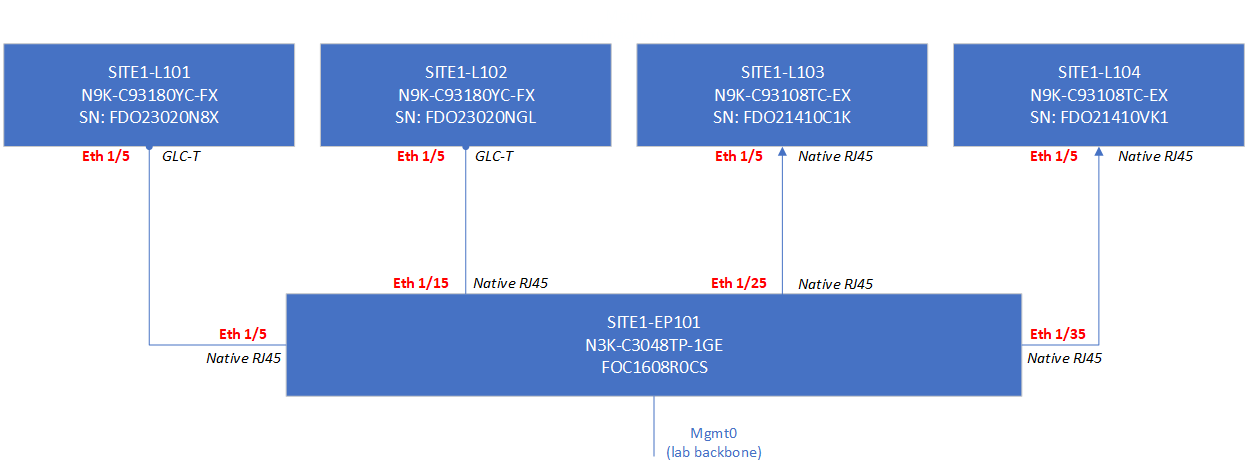 SITE1-L101
N9K-C93180YC-FX
SN: FDO23020N8X
SITE1-L102
N9K-C93180YC-FX
SN: FDO23020NGL
SITE1-L103
N9K-C93108TC-EX
SN: FDO21410C1K
SITE1-L104
N9K-C93108TC-EX
SN: FDO21410VK1
Eth 1/5 GLC-T
Eth 1/5 GLC-T
Eth 1/5 Native RJ45
Eth 1/5 Native RJ45
Eth 1/15 Native RJ45
Eth 1/25 Native RJ45
Eth 1/5
Native RJ45
SITE1-EP101
N3K-C3048TP-1GE
FOC1608R0CS
Eth 1/35
Native RJ45
Mgmt0
(lab backbone)